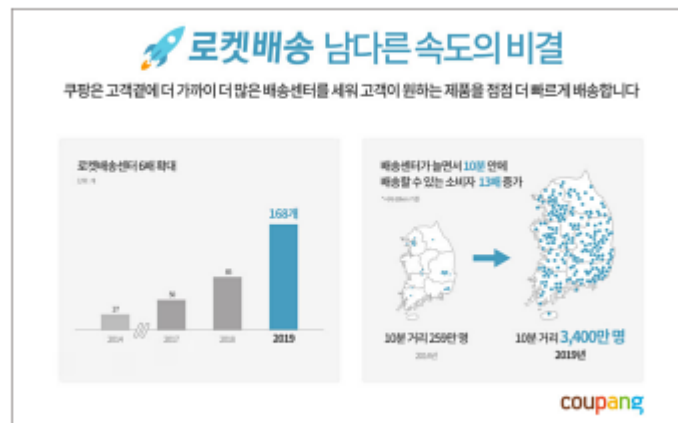 로켓배송 남다른 속도의 비결
쿠팡은 고객곁에 더 가까이 더 많은 배송센터를 세워 고객이 원하는 제품을 점점 더 빠르게 배송합니다
로켓배송센터 6배 확대
168개
27
2014
2017
2018
2019
배송센터가 늘면서 10분 안에
배송할 수 있는 소비자 13배 증가
10분 거리 259만 명
2014년
10분 거리 3,400만 명
2019년
coupang